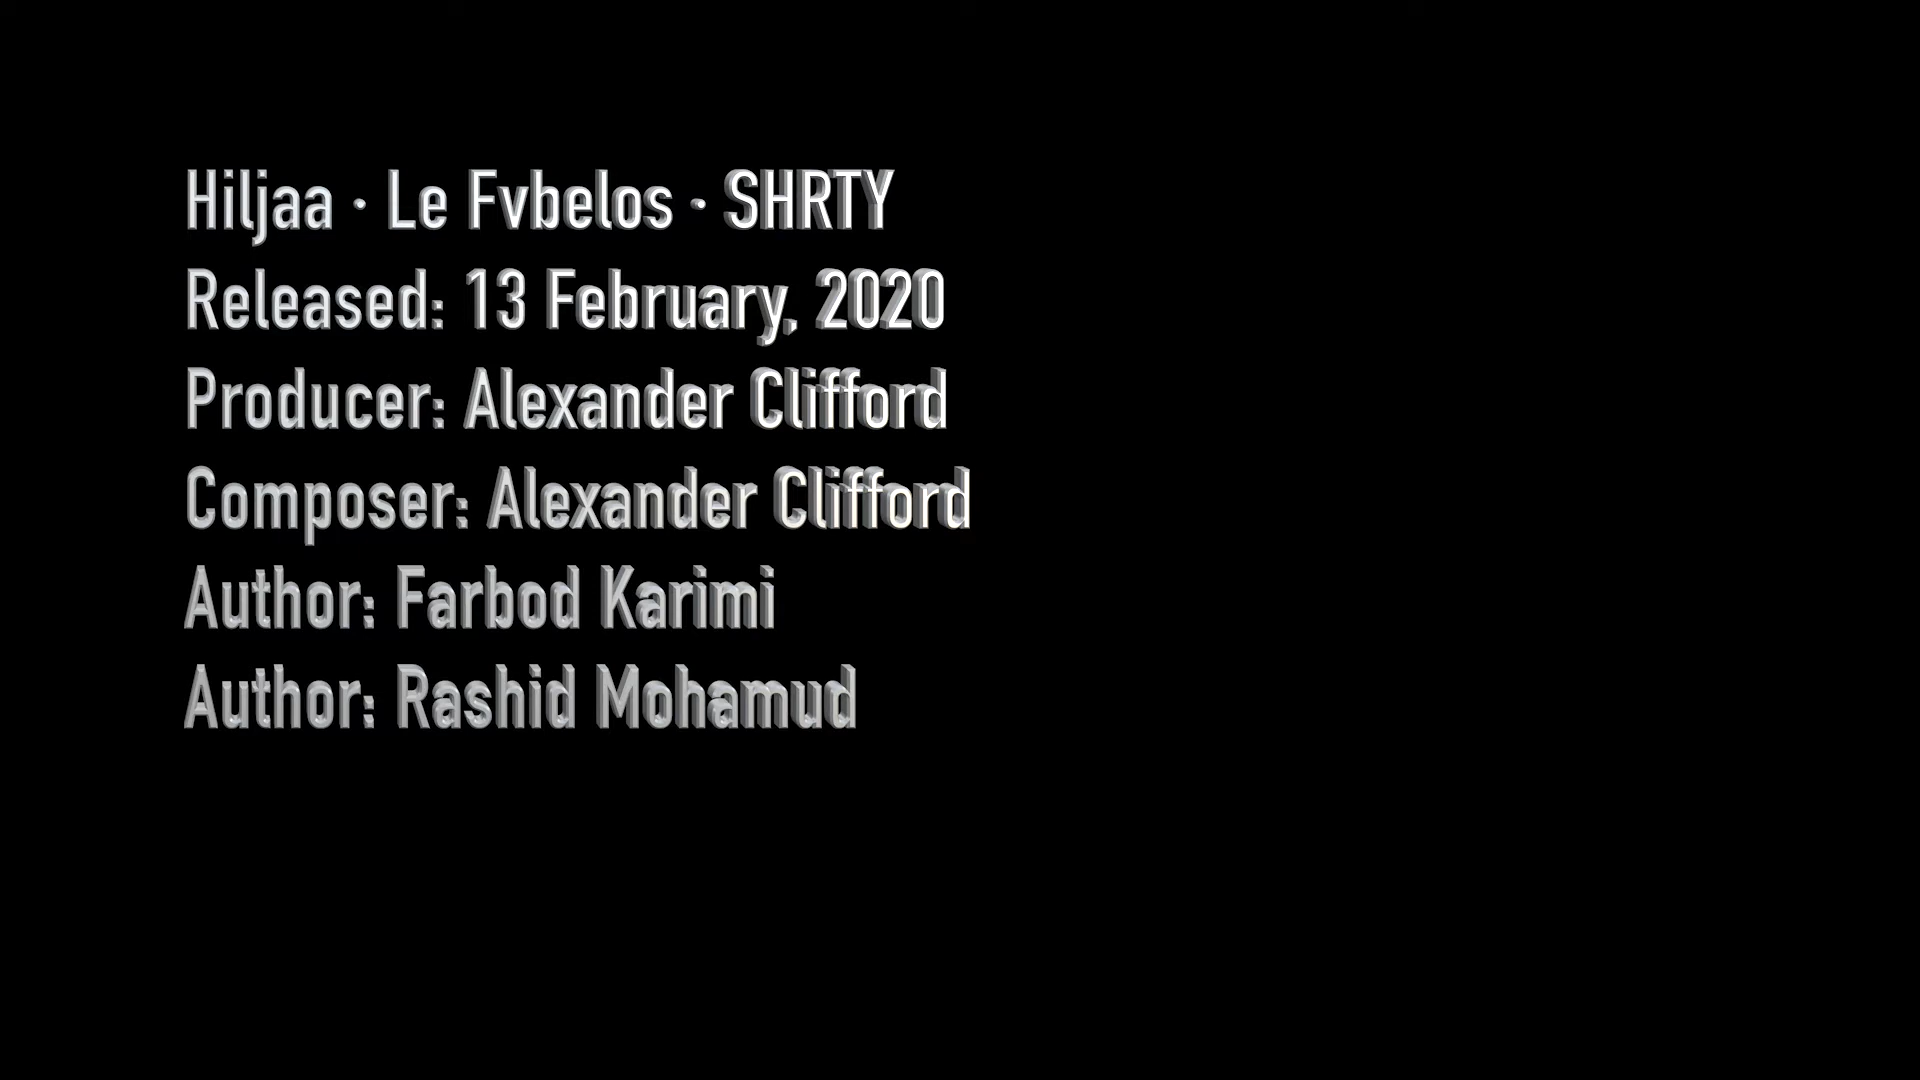 Hiljaa · Le Fvbelos · SHRTY
Released: 13 February, 2020
Producer: Alexander Clifford
Composer: Alexander Clifford
Author: Farbod Karimi
Author: Rashid Mohamud